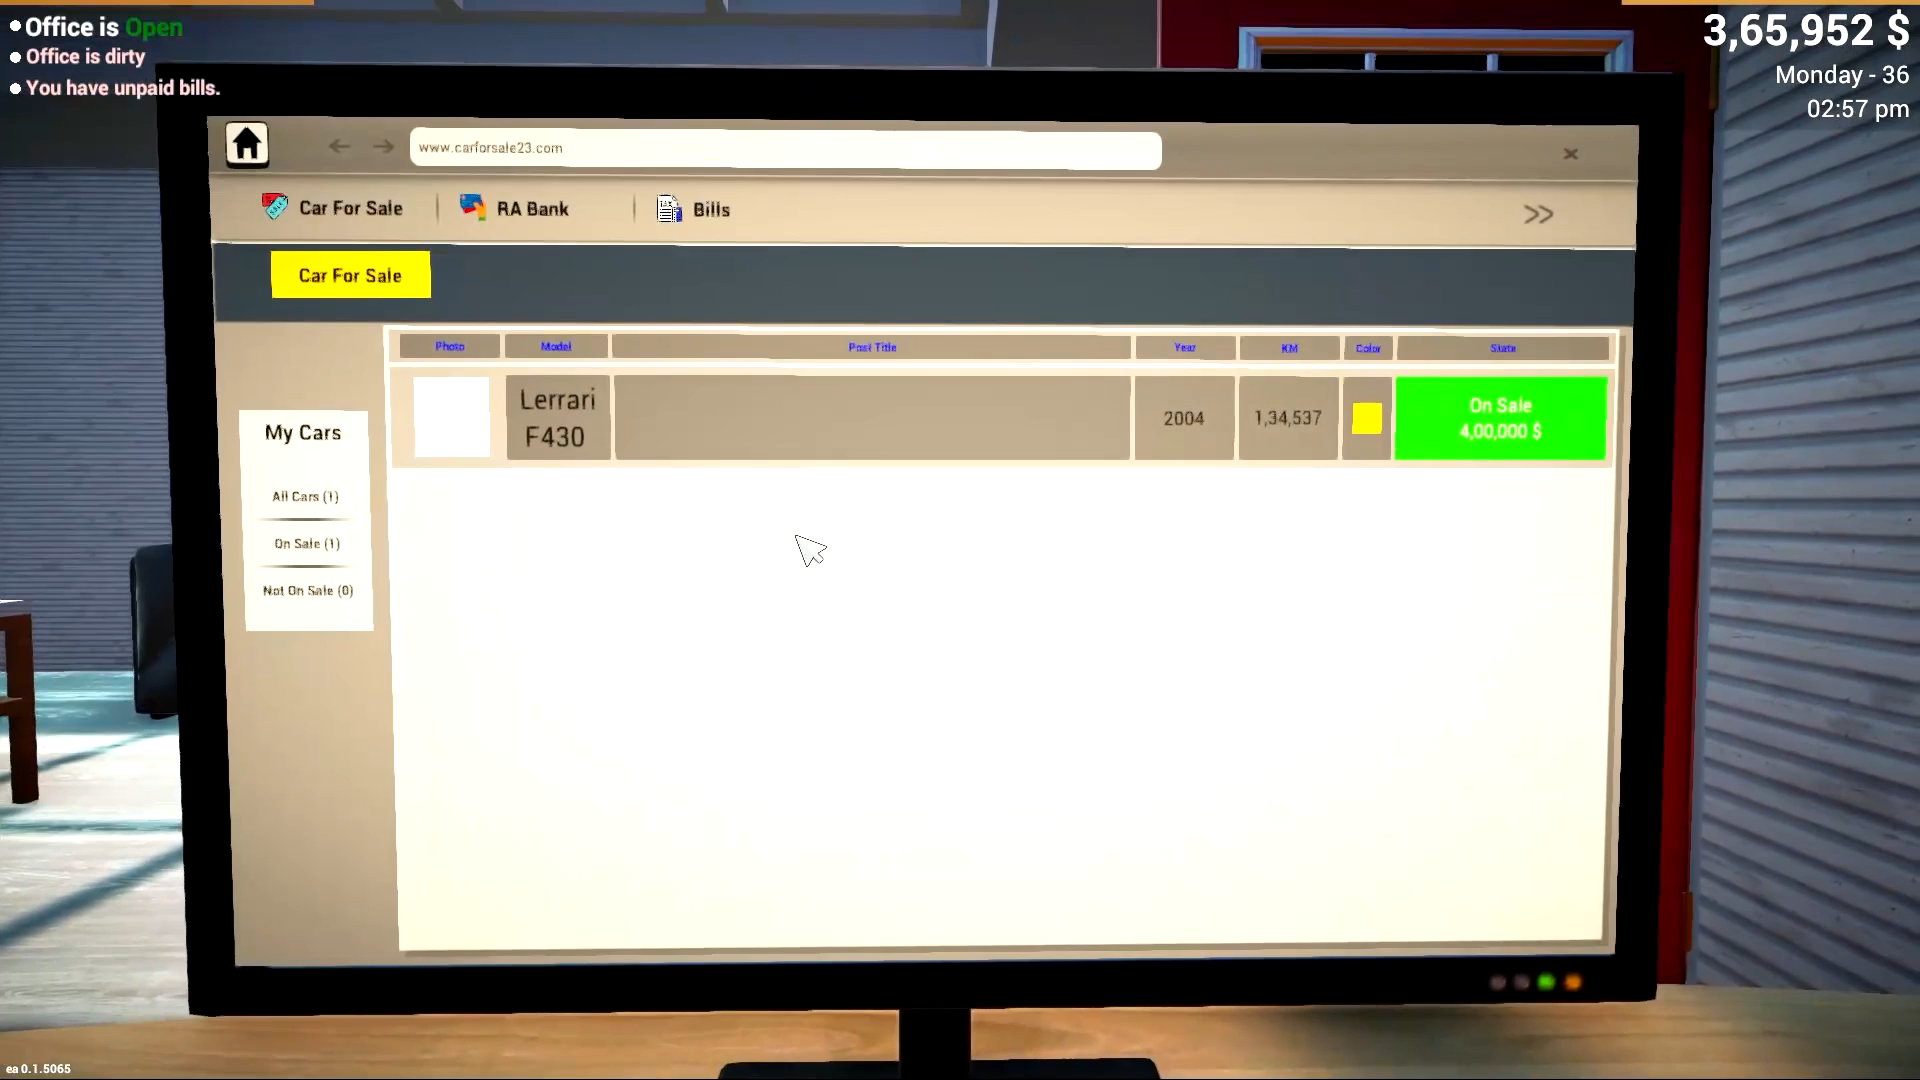 Office is Open
Office is dirty
You have unpaid bills.
3,65,952 $
Monday - 36
02:57 pm
www.carforsale23.com
Car For Sale
RA Bank
Bills
>>
Car For Sale
Photo
Model
Post Title
Year
KM
Color
State
Lerrari
F430
2004
1,34,537
On Sale
4,00,000 $
My Cars
All Cars (1)
On Sale (1)
Not On Sale (0)
ea 0.1.5065